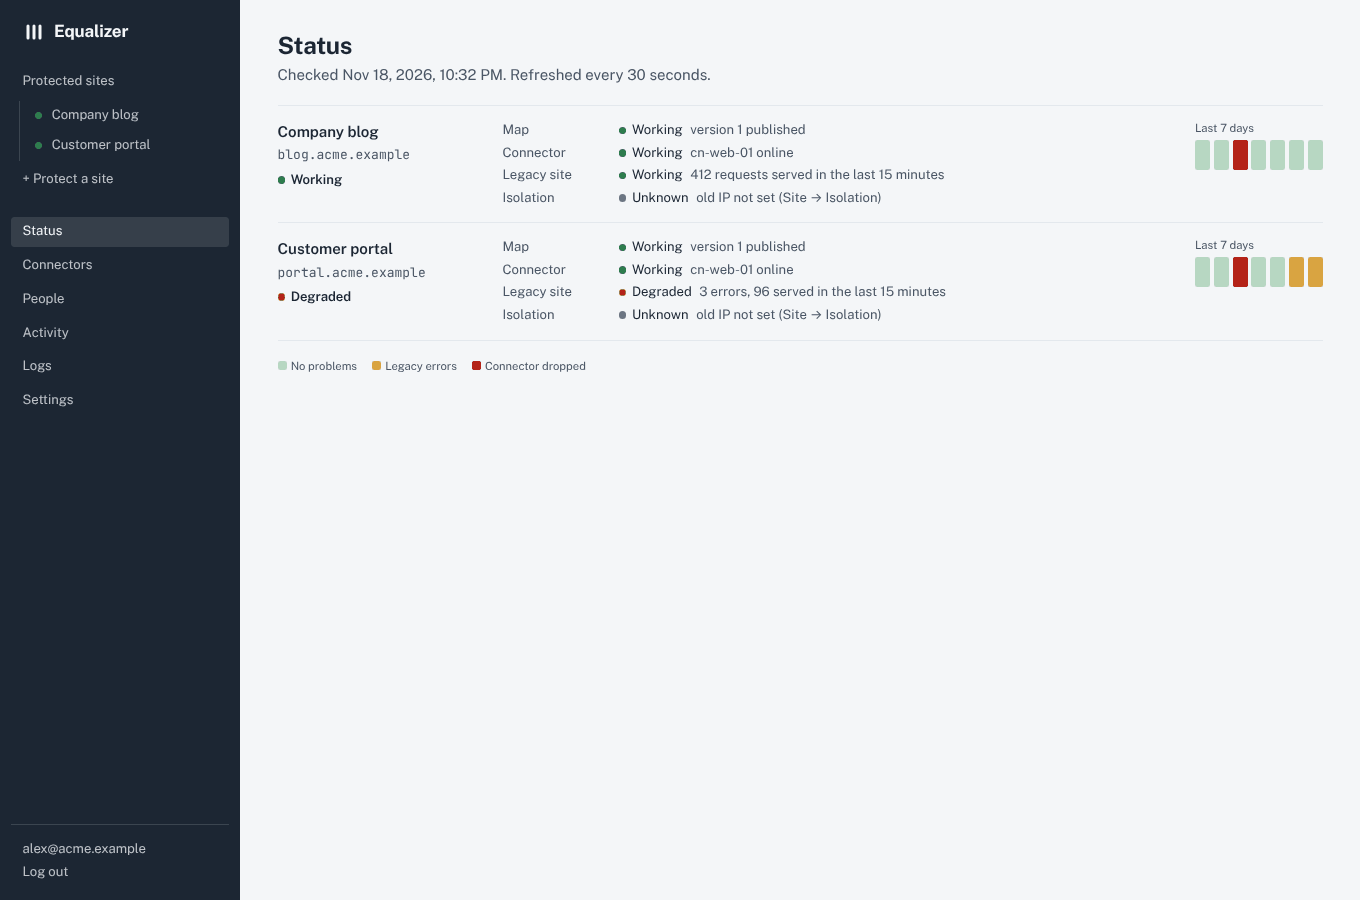 Equalizer
Protected sites
Company blog
Customer portal
+ Protect a site
Status
Connectors
People
Activity
Logs
Settings
alex@acme.example
Log out
Status
Checked Nov 18, 2026, 10:32 PM. Refreshed every 30 seconds.
Company blog
blog.acme.example
Working
Map Working version 1 published
Connector Working cn-web-01 online
Legacy site Working 412 requests served in the last 15 minutes
Isolation Unknown old IP not set (Site → Isolation)
Last 7 days
Customer portal
portal.acme.example
Degraded
Map Working version 1 published
Connector Working cn-web-01 online
Legacy site Degraded 3 errors, 96 served in the last 15 minutes
Isolation Unknown old IP not set (Site → Isolation)
Last 7 days
No problems Legacy errors Connector dropped